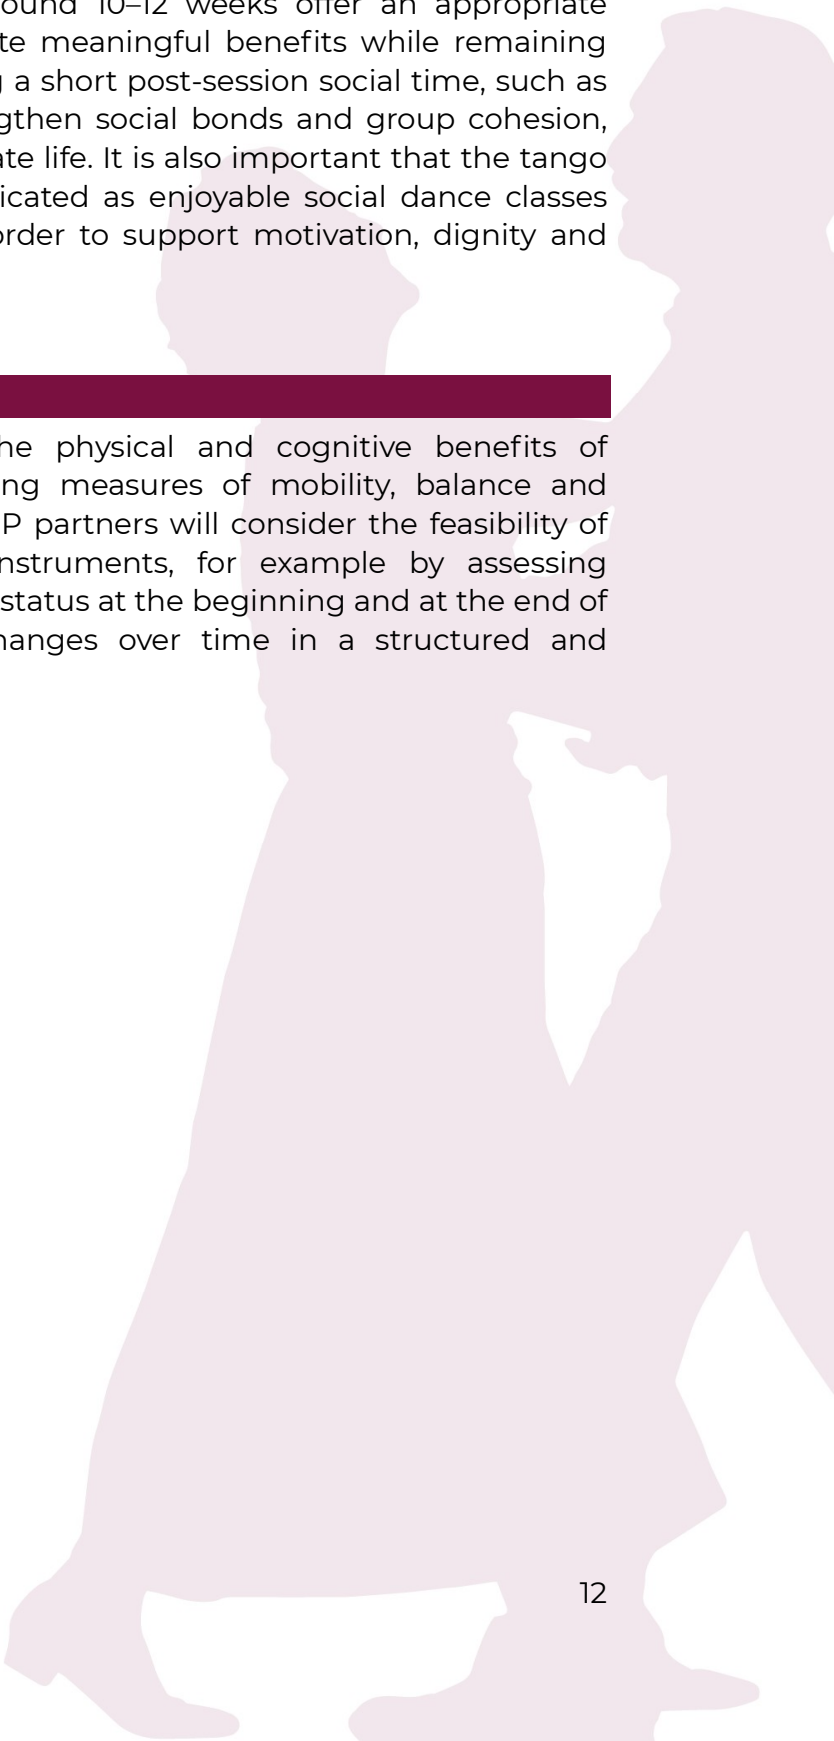 ound 10–12 weeks offer an appropriate
te meaningful benefits while remaining
g a short post-session social time, such as
gthen social bonds and group cohesion,
ate life. It is also important that the tango
icated as enjoyable social dance classes
order to support motivation, dignity and
he physical and cognitive benefits of
ng measures of mobility, balance and
P partners will consider the feasibility of
nstruments, for example by assessing
status at the beginning and at the end of
hanges over time in a structured and
12